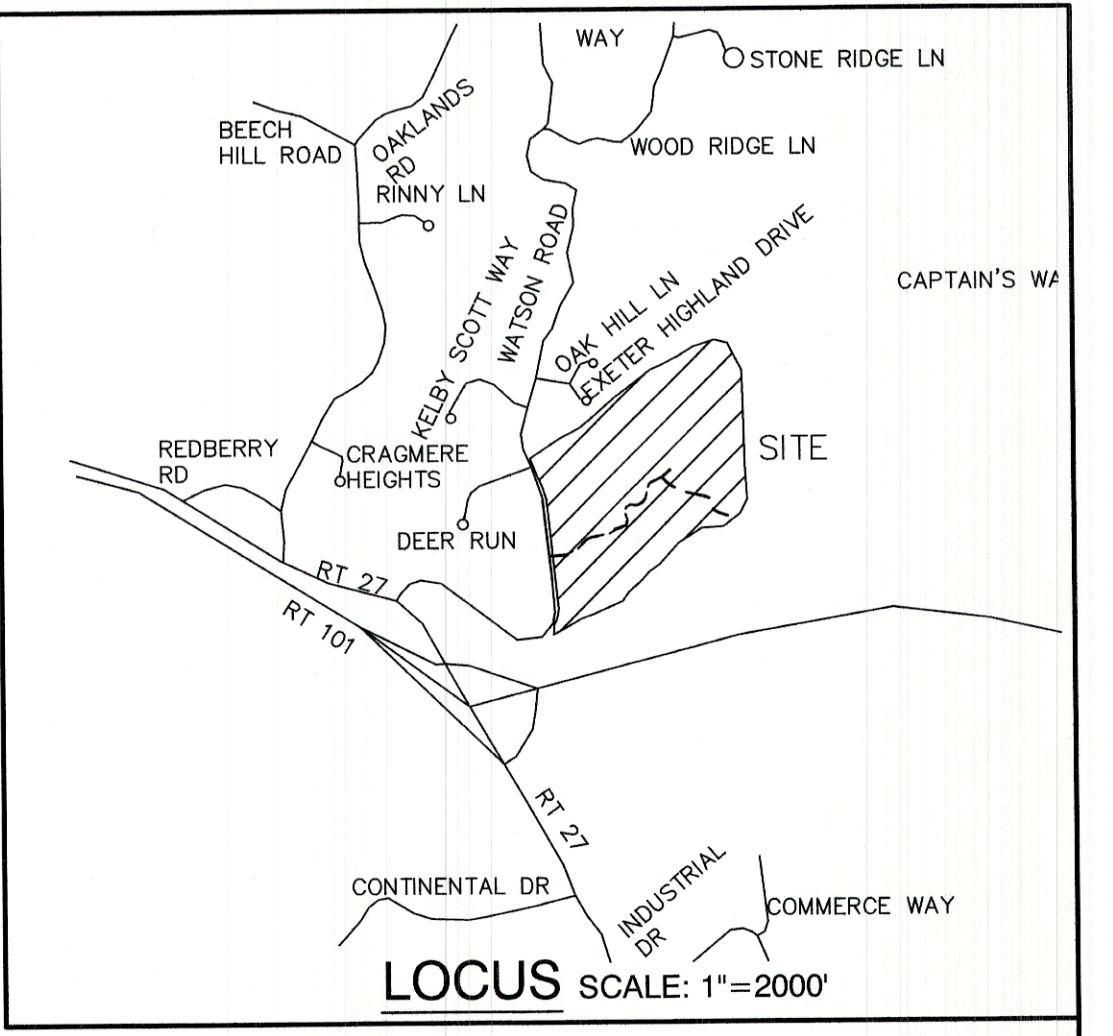 WAY
STONE RIDGE LN
BEECH
HILL ROAD
OAKLANDS
RD
WOOD RIDGE LN
RINNY LN
KELBY SCOTT WAY
WATSON ROAD
OAK HILL LN
EXETER HIGHLAND DRIVE
CAPTAIN'S WA
REDBERRY
RD
CRAGMERE
HEIGHTS
SITE
DEER RUN
RT 27
RT 101
RT 27
CONTINENTAL DR
INDUSTRIAL
DR
COMMERCE WAY
LOCUS SCALE: 1"=2000'